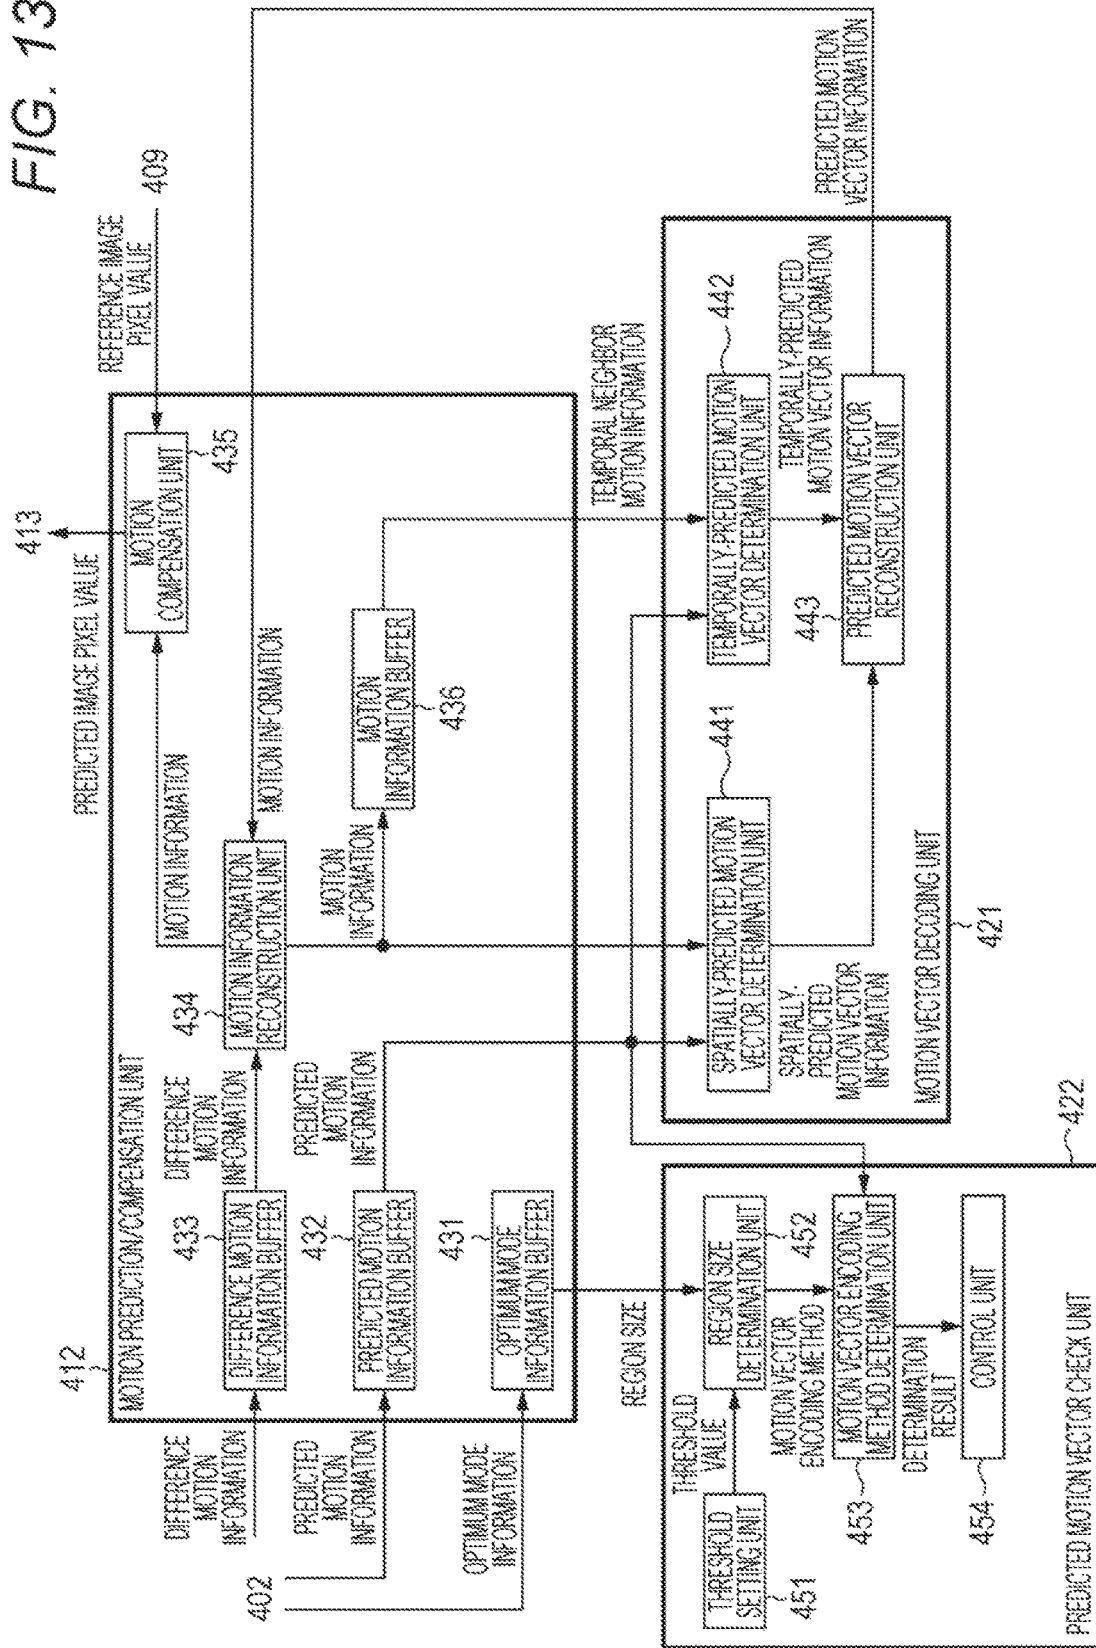 FIG. 13
413
PREDICTED IMAGE PIXEL VALUE
REFERENCE IMAGE
PIXEL VALUE
409
412
MOTION PREDICTION/COMPENSATION UNIT
MOTION
COMPENSATION UNIT
435
MOTION INFORMATION
DIFFERENCE
MOTION
INFORMATION
433
DIFFERENCE MOTION
INFORMATION BUFFER
DIFFERENCE
MOTION
INFORMATION
434
MOTION INFORMATION
RECONSTRUCTION UNIT
MOTION INFORMATION
402
PREDICTED
MOTION
INFORMATION
432
PREDICTED MOTION
INFORMATION BUFFER
PREDICTED
MOTION
INFORMATION
MOTION
INFORMATION
MOTION
INFORMATION BUFFER
436
OPTIMUM MODE
INFORMATION
431
OPTIMUM MODE
INFORMATION BUFFER
REGION SIZE
TEMPORAL NEIGHBOR
MOTION INFORMATION
THRESHOLD
SETTING UNIT
451
THRESHOLD
VALUE
REGION SIZE
DETERMINATION UNIT
452
MOTION VECTOR
ENCODING METHOD
MOTION VECTOR ENCODING
METHOD DETERMINATION UNIT
453
DETERMINATION
RESULT
CONTROL UNIT
454
PREDICTED MOTION VECTOR CHECK UNIT
422
SPATIALLY-PREDICTED MOTION
VECTOR DETERMINATION UNIT
441
SPATIALLY-
PREDICTED
MOTION VECTOR
INFORMATION
TEMPORALLY-PREDICTED MOTION
VECTOR DETERMINATION UNIT
442
TEMPORALLY-PREDICTED
MOTION VECTOR INFORMATION
443
PREDICTED MOTION VECTOR
RECONSTRUCTION UNIT
MOTION VECTOR DECODING UNIT
421
PREDICTED MOTION
VECTOR INFORMATION